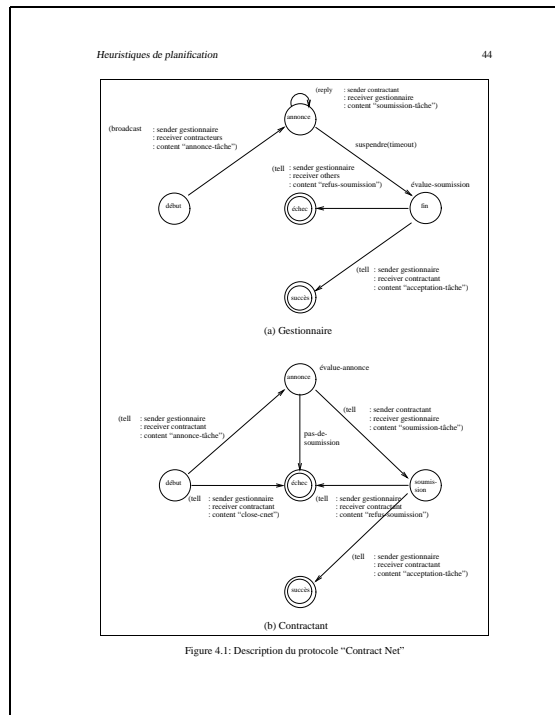 Heuristiques de planification 44
(reply : sender contractant
: receiver gestionnaire
: content “soumission-tâche”)
annonce
(broadcast : sender gestionnaire
: receiver contracteurs
: content “annonce-tâche”)
suspendre(timeout)
(tell : sender gestionnaire
: receiver others
: content “refus-soumission”)
évalue-soumission
début
échec
fin
(tell : sender gestionnaire
: receiver contractant
: content “acceptation-tâche”)
succès
(a) Gestionnaire
évalue-annonce
annonce
(tell : sender gestionnaire
: receiver contractant
: content “annonce-tâche”)
(tell : sender contractant
: receiver gestionnaire
: content “soumission-tâche”)
pas-de-
soumission
début
échec
soumis-
sion
(tell : sender gestionnaire
: receiver contractant
: content “close-cnet”)
(tell : sender gestionnaire
: receiver contractant
: content “refus-soumission”)
(tell : sender gestionnaire
: receiver contractant
: content “acceptation-tâche”)
succès
(b) Contractant
Figure 4.1: Description du protocole “Contract Net”